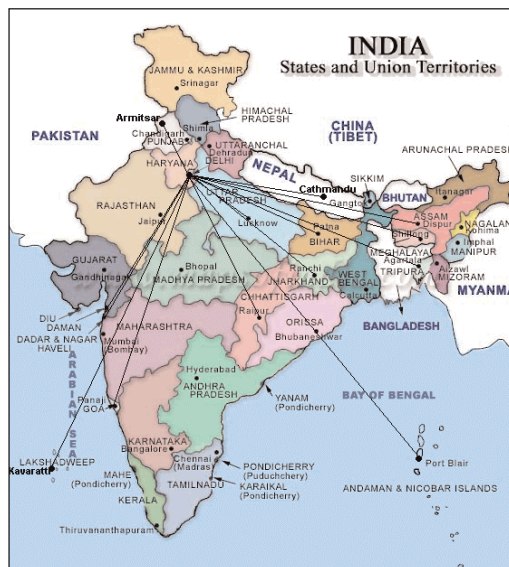 INDIA
States and Union Territories
JAMMU & KASHMIR
Srinagar
Armitsar
HIMACHAL
PRADESH
Shimla
Chandigarh
PUNJAB
PAKISTAN
CHINA
(TIBET)
UTTARANCHAL
Dehradun
DELHI
HARYANA
NEPAL
ARUNACHAL PRADESH
SIKKIM
Cathmandu
Gangtok
BHUTAN
Itanagar
UTTAR
PRADESH
RAJASTHAN
Jaipur
Lucknow
ASSAM
Dispur
NAGALAN
Kohima
Patna
BIHAR
Shillong
MEGHALAYA
Imphal
MANIPUR
Agartala
TRIPURA
Aizawl
MIZORAM
GUJARAT
Gandhinagar
Bhopal
MADHYA PRADESH
Ranchi
JHARKHAND
WEST
BENGAL
Calcutta
MYANMA
CHHATTISGARH
Raipur
DIU
DAMAN
DADAR & NAGAR
HAVELI
MAHARASHTRA
Mumbai
(Bombay)
ORISSA
Bhubaneshwar
BANGLADESH
ARABIAN SEA
Hyderabad
ANDHRA
PRADESH
YANAM
(Pondicherry)
BAY OF BENGAL
Panaji
GOA
KARNATAKA
Bangalore
Chennai
(Madras)
PONDICHERRY
(Puduchchery)
KARAIKAL
(Pondicherry)
Port Blair
LAKSHADWEEP
Kavaratti
MAHE
(Pondicherry)
TAMILNADU
ANDAMAN & NICOBAR ISLANDS
KERALA
Thiruvananthapuram